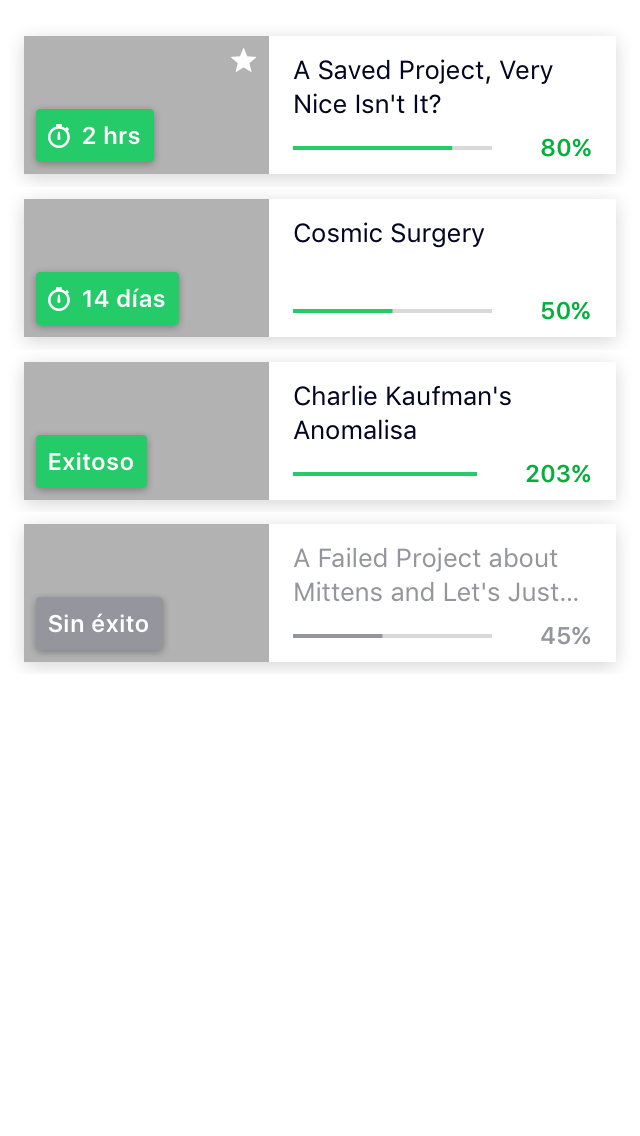 2 hrs
A Saved Project, Very
Nice Isn't It?
80%
14 días
Cosmic Surgery
50%
Exitoso
Charlie Kaufman's
Anomalisa
203%
Sin éxito
A Failed Project about
Mittens and Let's Just...
45%